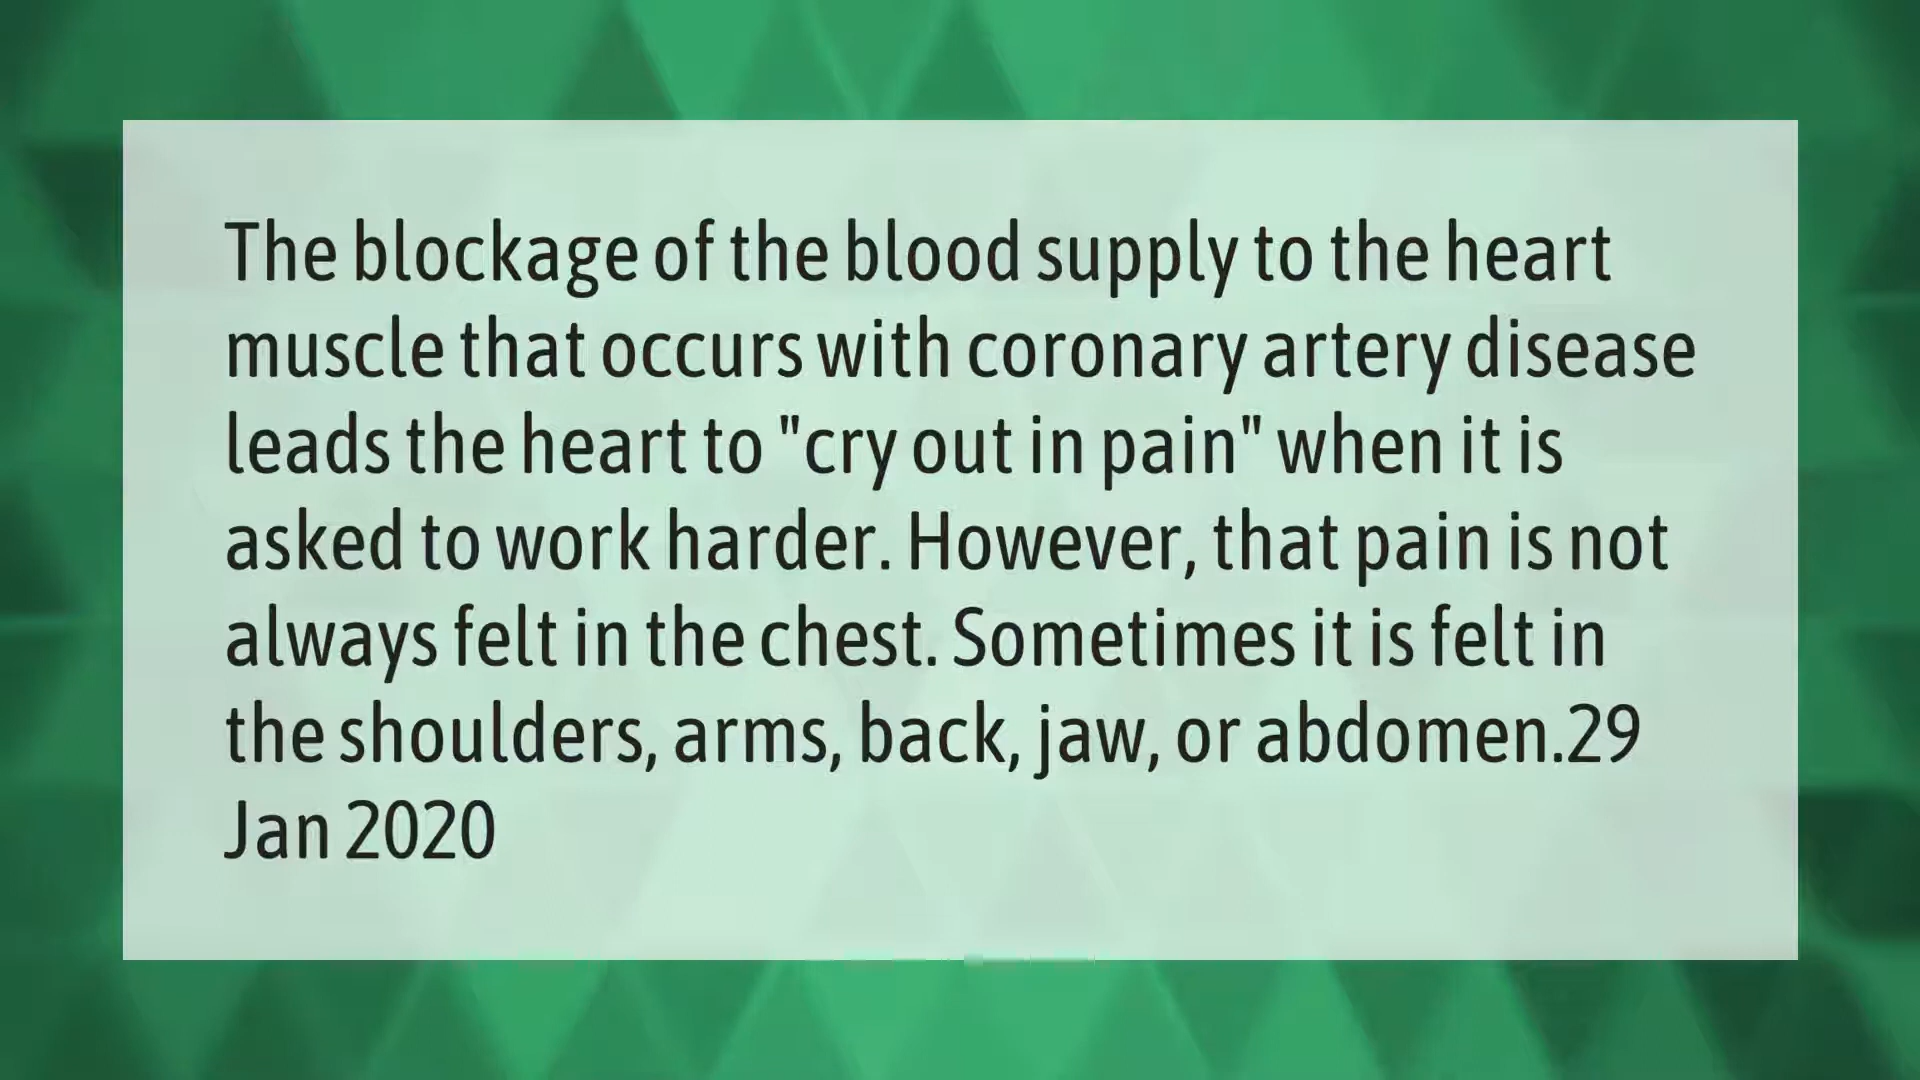 The blockage of the blood supply to the heart
muscle that occurs with coronary artery disease
leads the heart to "cry out in pain" when it is
asked to work harder. However, that pain is not
always felt in the chest. Sometimes it is felt in
the shoulders, arms, back, jaw, or abdomen.29
Jan 2020